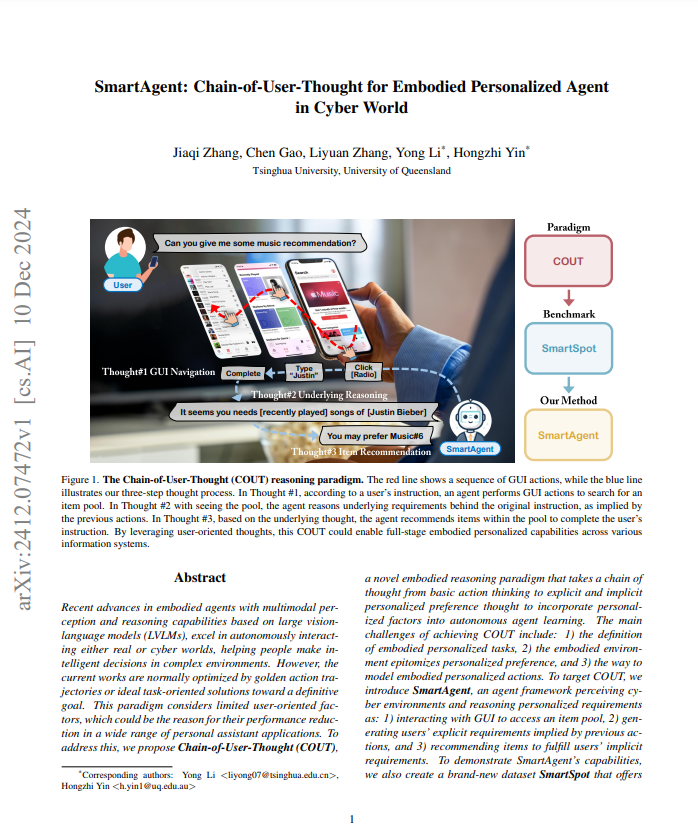 SmartAgent: Chain-of-User-Thought for Embodied Personalized Agent
in Cyber World
Jiaqi Zhang, Chen Gao, Liyuan Zhang, Yong Li*, Hongzhi Yin*
Tsinghua University, University of Queensland
arXiv:2412.07472v1 [cs.AI] 10 Dec 2024
Can you give me some music recommendation?
User
Search
Music
Thought#1 GUI Navigation
Complete
Type
"Justin"
Click
[Radio]
Thought#2 Underlying Reasoning
It seems you needs [recently played] songs of [Justin Bieber]
You may prefer Music#6
Thought#3 Item Recommendation
SmartAgent
Paradigm
COUT
Benchmark
SmartSpot
Our Method
SmartAgent
Figure 1. The Chain-of-User-Thought (COUT) reasoning paradigm. The red line shows a sequence of GUI actions, while the blue line
illustrates our three-step thought process. In Thought #1, according to a user's instruction, an agent performs GUI actions to search for an
item pool. In Thought #2 with seeing the pool, the agent reasons underlying requirements behind the original instruction, as implied by
the previous actions. In Thought #3, based on the underlying thought, the agent recommends items within the pool to complete the user's
instruction. By leveraging user-oriented thoughts, this COUT could enable full-stage embodied personalized capabilities across various
information systems.
Abstract
Recent advances in embodied agents with multimodal per-
ception and reasoning capabilities based on large vision-
language models (LVLMs), excel in autonomously interact-
ing either real or cyber worlds, helping people make in-
telligent decisions in complex environments. However, the
current works are normally optimized by golden action tra-
jectories or ideal task-oriented solutions toward a definitive
goal. This paradigm considers limited user-oriented fac-
tors, which could be the reason for their performance reduc-
tion in a wide range of personal assistant applications. To
address this, we propose Chain-of-User-Thought (COUT),
a novel embodied reasoning paradigm that takes a chain of
thought from basic action thinking to explicit and implicit
personalized preference thought to incorporate personal-
ized factors into autonomous agent learning. The main
challenges of achieving COUT include: 1) the definition
of embodied personalized tasks, 2) the embodied environ-
ment epitomizes personalized preference, and 3) the way to
model embodied personalized actions. To target COUT, we
introduce SmartAgent, an agent framework perceiving cy-
ber environments and reasoning personalized requirements
as: 1) interacting with GUI to access an item pool, 2) gen-
erating users' explicit requirements implied by previous ac-
tions, and 3) recommending items to fulfill users' implicit
requirements. To demonstrate SmartAgent's capabilities,
we also create a brand-new dataset SmartSpot that offers
*Corresponding authors: Yong Li <liyong07@tsinghua.edu.cn>,
Hongzhi Yin <h.yin1@uq.edu.au>
1